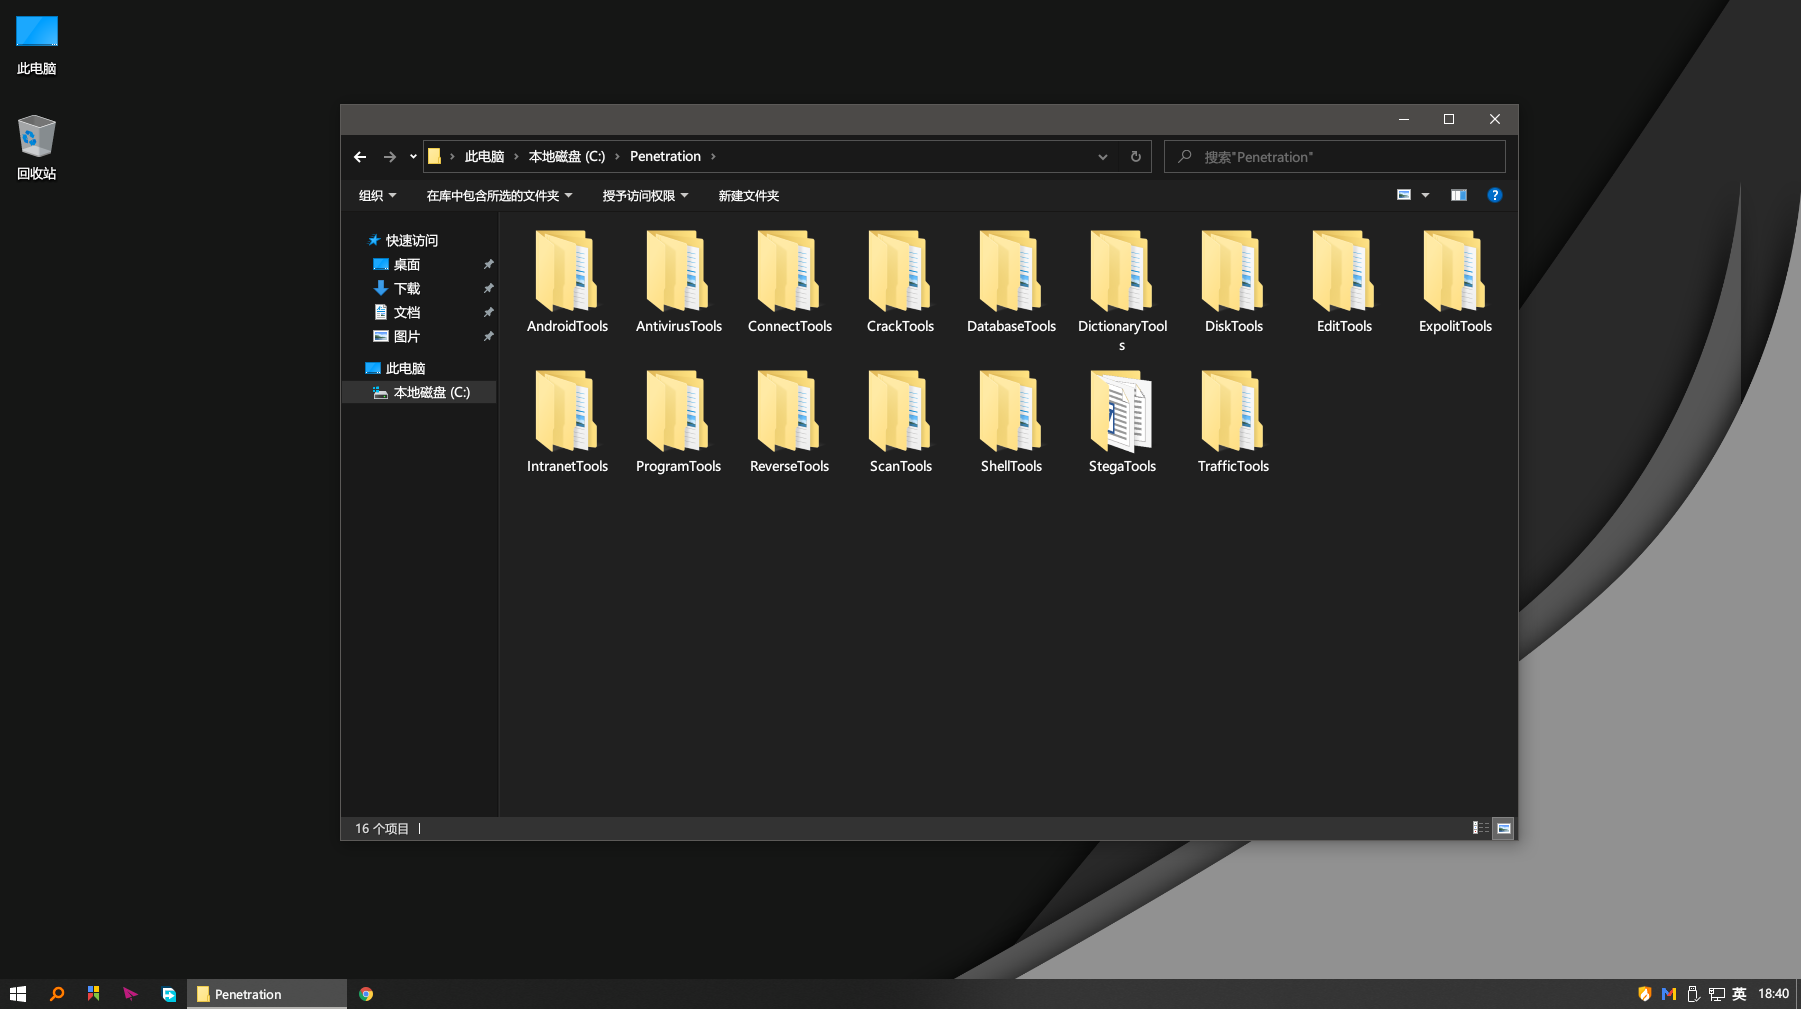 此电脑
回收站
此电脑 本地磁盘 (C:) Penetration
搜索"Penetration"
组织 在库中包含所选的文件夹 授予访问权限 新建文件夹
快速访问
桌面
下载
文档
图片
此电脑
本地磁盘 (C:)
AndroidTools AntivirusTools ConnectTools CrackTools DatabaseTools DictionaryTool
s DiskTools EditTools ExpolitTools
IntranetTools ProgramTools ReverseTools ScanTools ShellTools StegaTools TrafficTools
16 个项目
Penetration
英 18:40